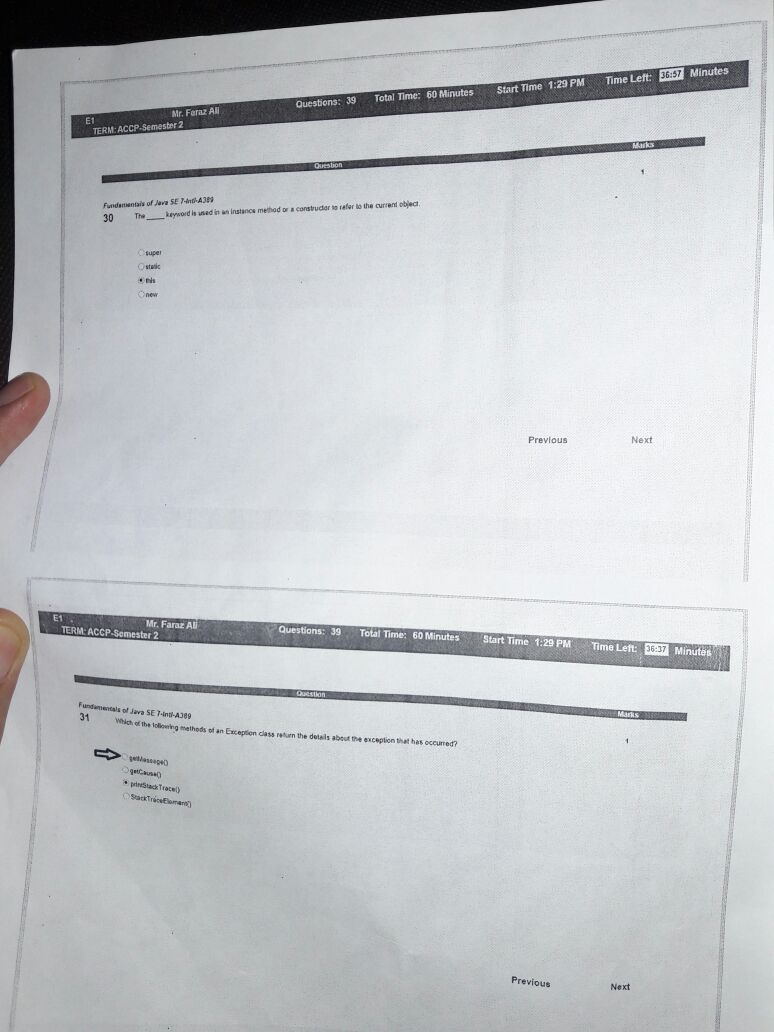 E1 Mr. Faraz Ali Questions: 39 Total Time: 60 Minutes Start Time 1:29 PM Time Left: 36:57 Minutes
TERM: ACCP-Semester 2
Question Marks
Fundamentals of Java SE 7-Intl-A389 1
30 The _____ keyword is used in an instance method or a constructor to refer to the current object.
super
static
this
new
Previous Next
E1 Mr. Faraz Ali Questions: 39 Total Time: 60 Minutes Start Time 1:29 PM Time Left: 36:37 Minutes
TERM: ACCP-Semester 2
Question Marks
Fundamentals of Java SE 7-Intl-A389
31 Which of the following methods of an Exception class return the details about the exception that has occurred? 1
getMessage()
getCause()
printStackTrace()
StackTraceElement()
Previous Next